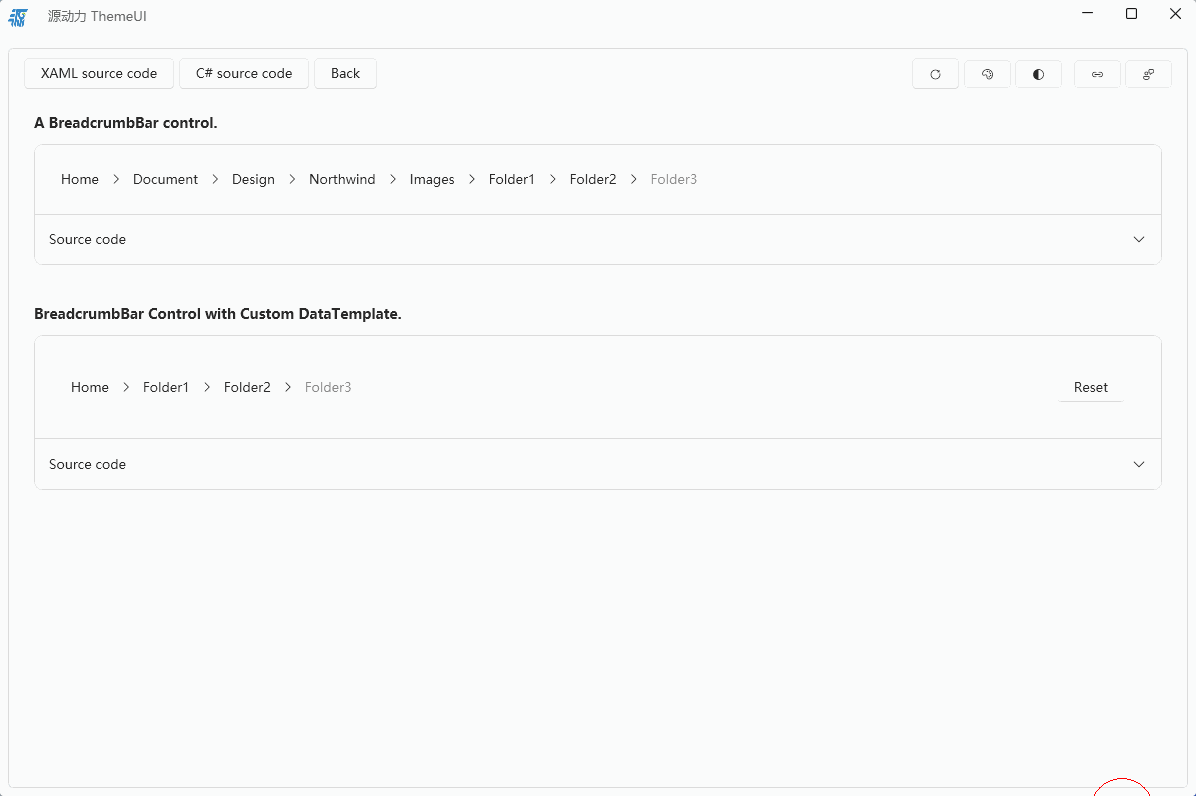 源动力 ThemeUI
XAML source code C# source code Back
A BreadcrumbBar control.
Home Document Design Northwind Images Folder1 Folder2 Folder3
Source code
BreadcrumbBar Control with Custom DataTemplate.
Home Folder1 Folder2 Folder3 Reset
Source code